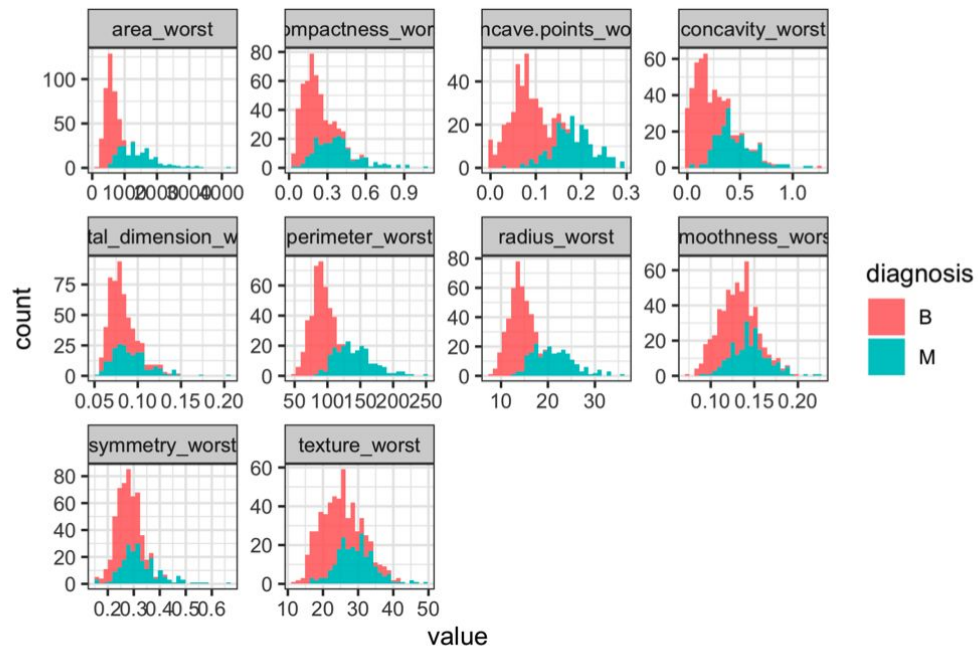 area_worst
ompactness_wor
ncave.points_wo
concavity_worst
100
50
0
80
60
40
20
0
40
20
0
60
40
20
0
0 1000 2000 3000 4000
0.0 0.3 0.6 0.9
0.0 0.1 0.2 0.3
0.0 0.5 1.0
tal_dimension_w
perimeter_worst
radius_worst
moothness_wors
75
50
25
0
60
40
20
0
80
60
40
20
0
60
40
20
0
0.05 0.10 0.15 0.20
50 100 150 200 250
10 20 30
0.10 0.15 0.20
symmetry_worst
texture_worst
80
60
40
20
0
60
40
20
0
0.2 0.3 0.4 0.5 0.6
10 20 30 40 50
count
value
diagnosis
B
M